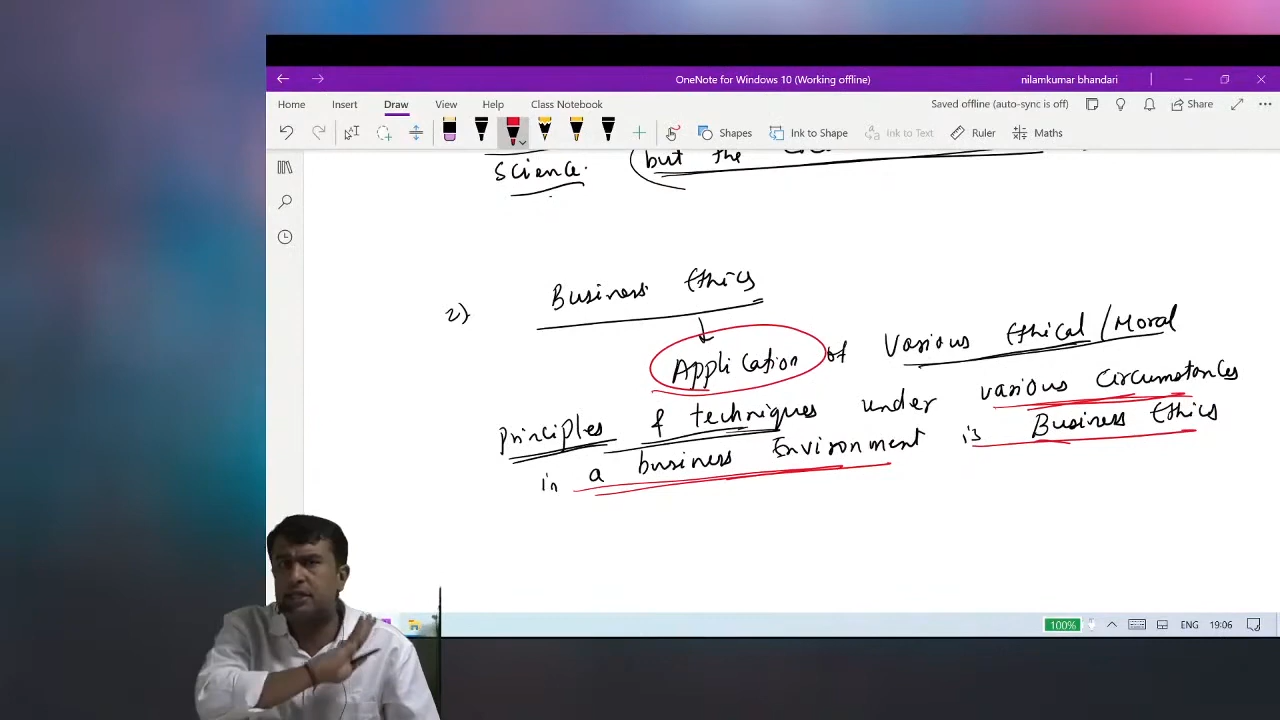 OneNote for Windows 10 (Working offline)
nilamkumar bhandari
Home Insert Draw View Help Class Notebook
Saved offline (auto-sync is off)
Share
Shapes Ink to Shape Ink to Text Ruler Maths
but the
science.
2) Business Ethics
Application of Various Ethical / Moral
principles & techniques under various circumstances
in a business Environment is Business Ethics
100% ENG 19:06